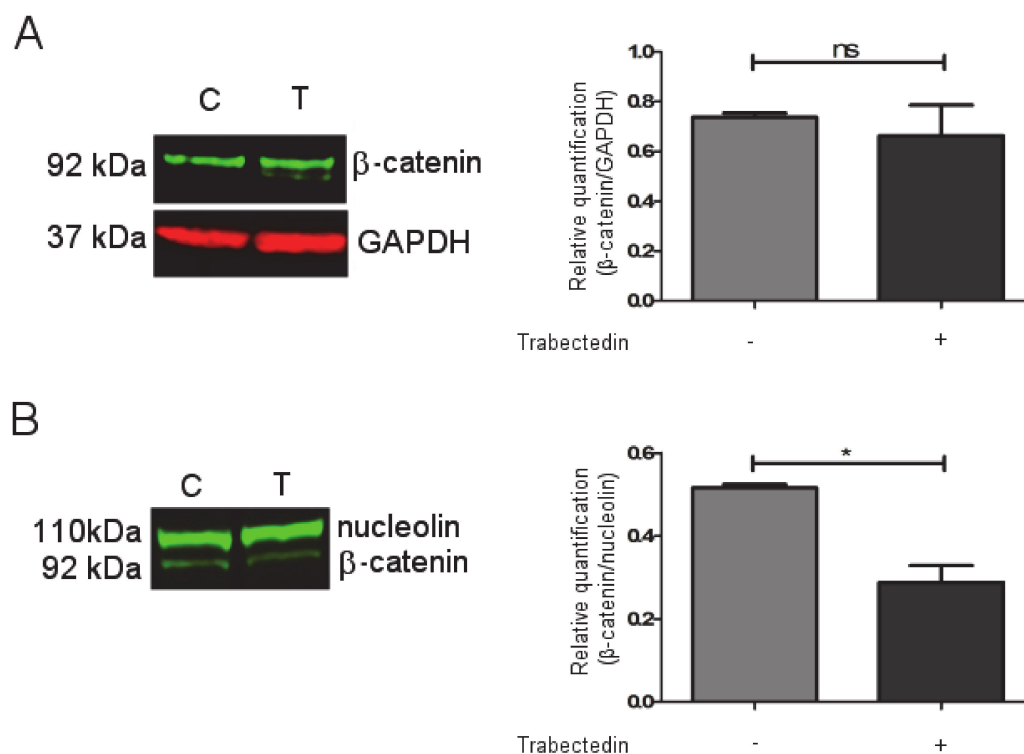 A
C T
92 kDa β-catenin
37 kDa GAPDH
ns
1.0
0.8
0.6
0.4
0.2
0.0
Relative quantification
(β-catenin/GAPDH)
Trabectedin - +
B
C T
110kDa nucleolin
92 kDa β-catenin
*
0.6
0.4
0.2
0.0
Relative quantification
(β-catenin/nucleolin)
Trabectedin - +